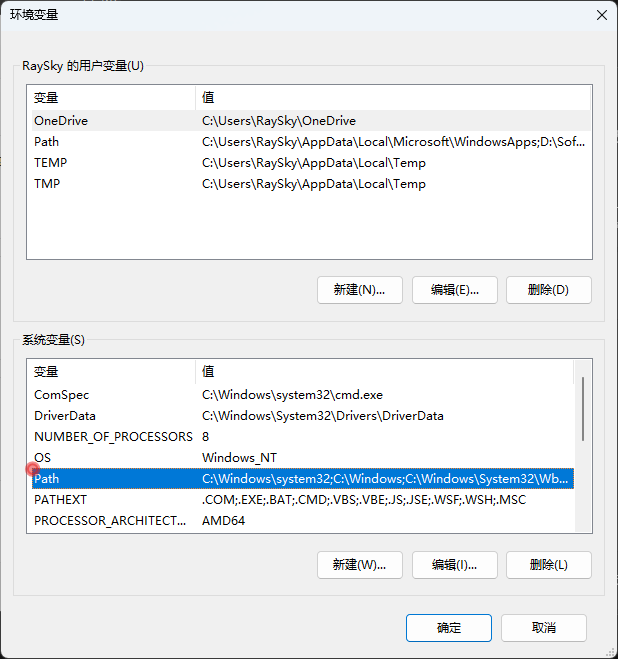 环境变量
RaySky 的用户变量(U)
变量 值
OneDrive C:\Users\RaySky\OneDrive
Path C:\Users\RaySky\AppData\Local\Microsoft\WindowsApps;D:\Sof...
TEMP C:\Users\RaySky\AppData\Local\Temp
TMP C:\Users\RaySky\AppData\Local\Temp
新建(N)... 编辑(E)... 删除(D)
系统变量(S)
变量 值
ComSpec C:\Windows\system32\cmd.exe
DriverData C:\Windows\System32\Drivers\DriverData
NUMBER_OF_PROCESSORS 8
OS Windows_NT
Path C:\Windows\system32;C:\Windows;C:\Windows\System32\Wb...
PATHEXT .COM;.EXE;.BAT;.CMD;.VBS;.VBE;.JS;.JSE;.WSF;.WSH;.MSC
PROCESSOR_ARCHITECT... AMD64
新建(W)... 编辑(I)... 删除(L)
确定 取消